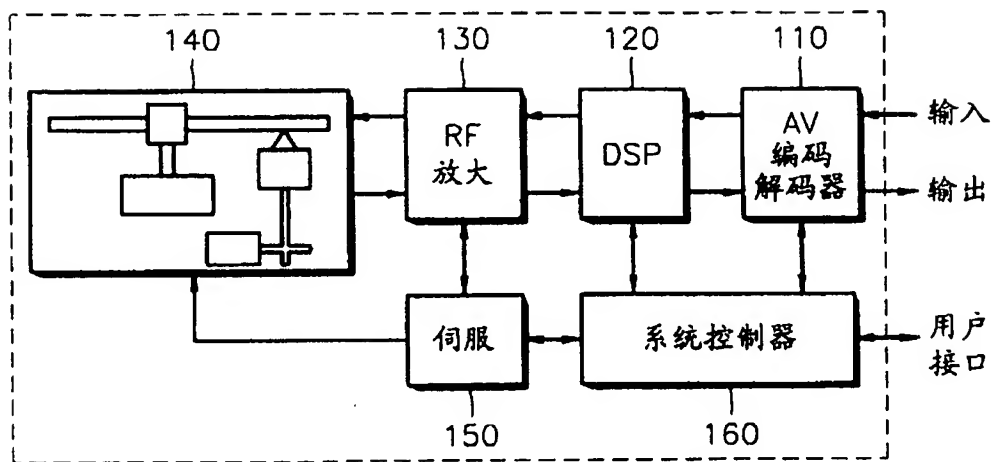 140
130
120
110
RF
放大
DSP
AV
编码
解码器
输入
输出
伺服
系统控制器
用户
接口
150
160